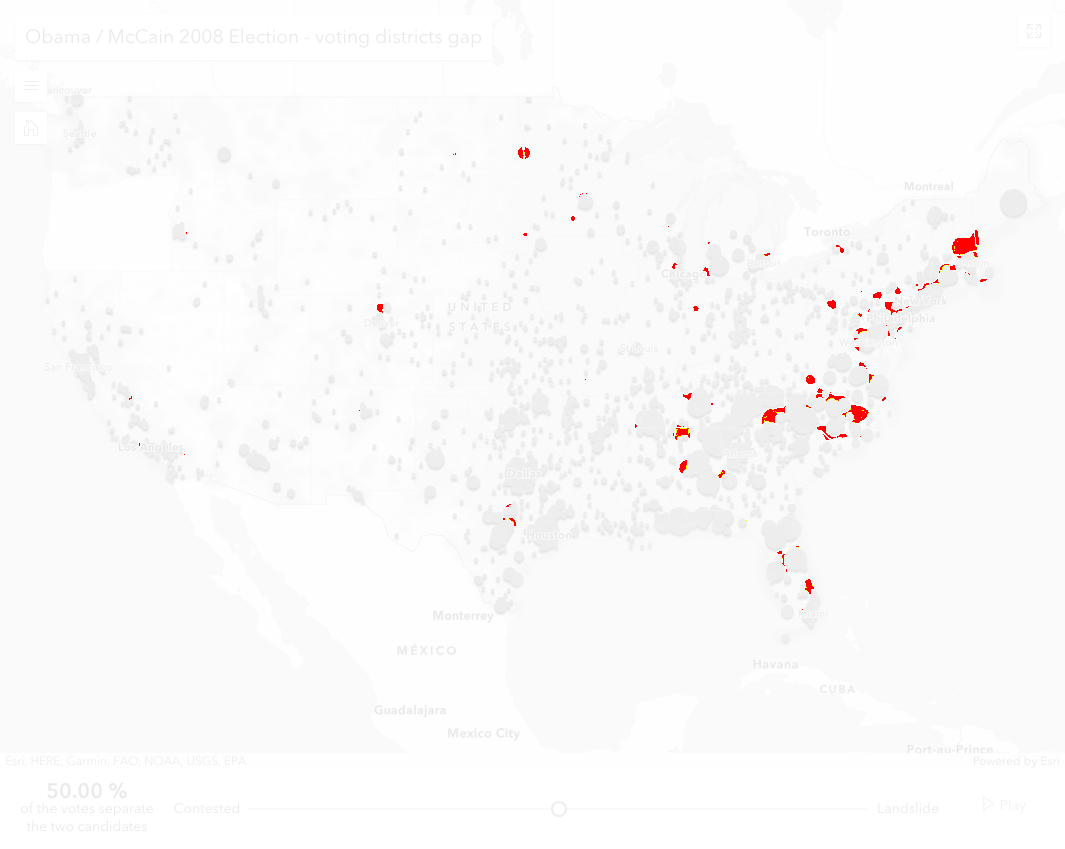 Obama / McCain 2008 Election - voting districts gap
Vancouver
Seattle
Montreal
Toronto
Chicago
New York
UNITED
STATES
Philadelphia
Denver
Washington
St Louis
San Francisco
Los Angeles
Atlanta
Dallas
Houston
Monterrey
Miami
MÉXICO
Havana
CUBA
Guadalajara
Mexico City
Port-au-Prince
Esri, HERE, Garmin, FAO, NOAA, USGS, EPA
Powered by Esri
50.00 %
of the votes separate
the two candidates
Contested
Landslide
Play